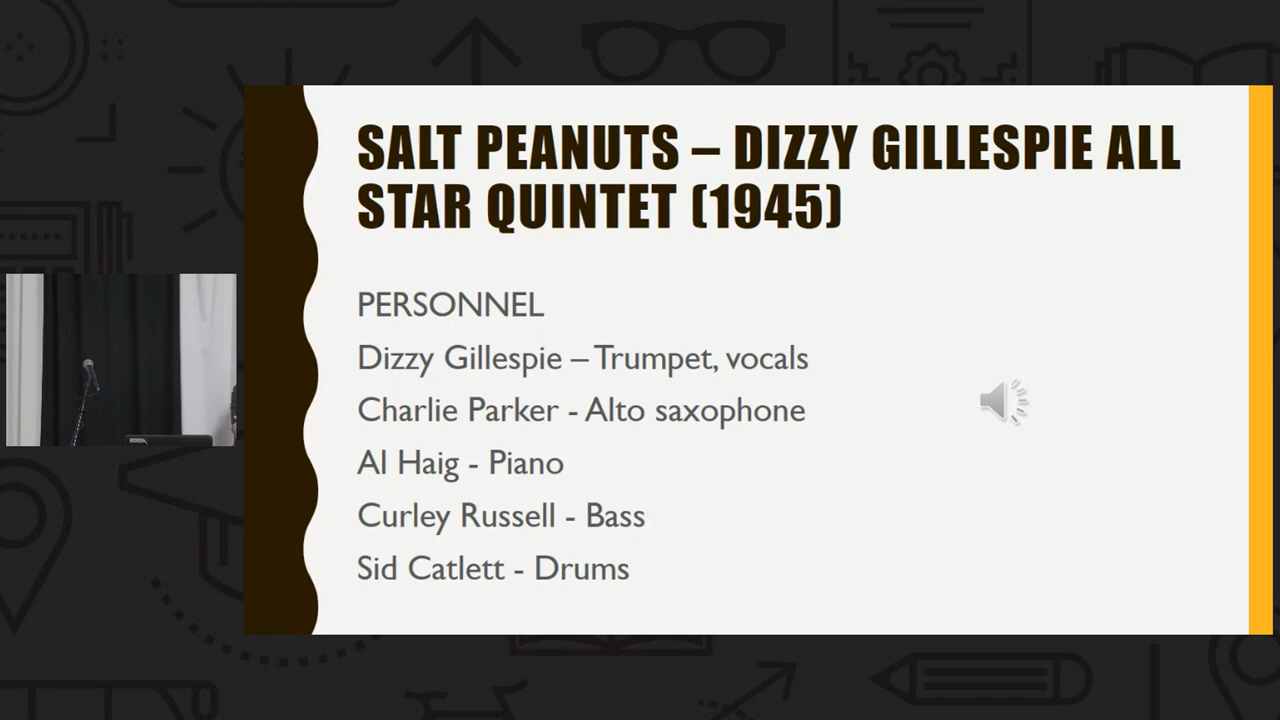 SALT PEANUTS – DIZZY GILLESPIE ALL
STAR QUINTET (1945)
PERSONNEL
Dizzy Gillespie – Trumpet, vocals
Charlie Parker - Alto saxophone
Al Haig - Piano
Curley Russell - Bass
Sid Catlett - Drums